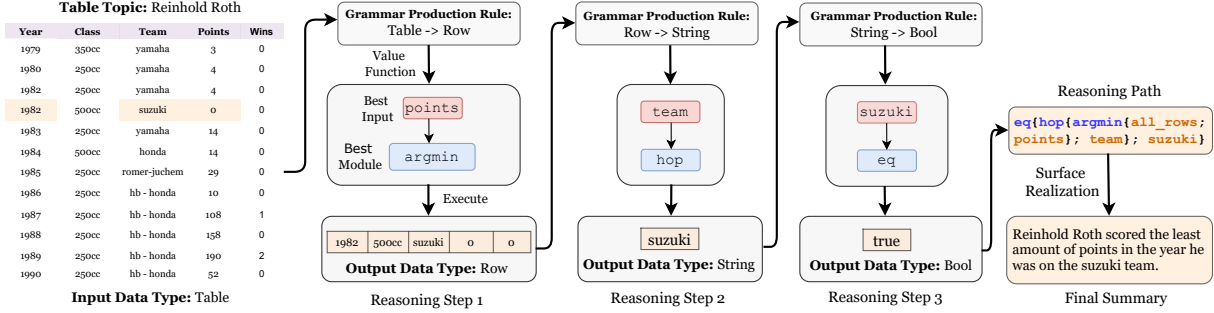 Table Topic: Reinhold Roth
Year Class Team Points Wins
1979 350cc yamaha 3 0
1980 250cc yamaha 4 0
1982 250cc yamaha 4 0
1982 500cc suzuki 0 0
1983 250cc yamaha 14 0
1984 500cc honda 14 0
1985 250cc romer-juchem 29 0
1986 250cc hb - honda 10 0
1987 250cc hb - honda 108 1
1988 250cc hb - honda 158 0
1989 250cc hb - honda 190 2
1990 250cc hb - honda 52 0
Input Data Type: Table
Grammar Production Rule:
Table -> Row
Value
Function
Best
Input
points
Best
Module
argmin
Execute
1982 500cc suzuki 0 0
Output Data Type: Row
Reasoning Step 1
Grammar Production Rule:
Row -> String
team
hop
suzuki
Output Data Type: String
Reasoning Step 2
Grammar Production Rule:
String -> Bool
suzuki
eq
true
Output Data Type: Bool
Reasoning Step 3
Reasoning Path
eq{hop{argmin{all_rows;
points}; team}; suzuki}
Surface
Realization
Reinhold Roth scored the least
amount of points in the year he
was on the suzuki team.
Final Summary